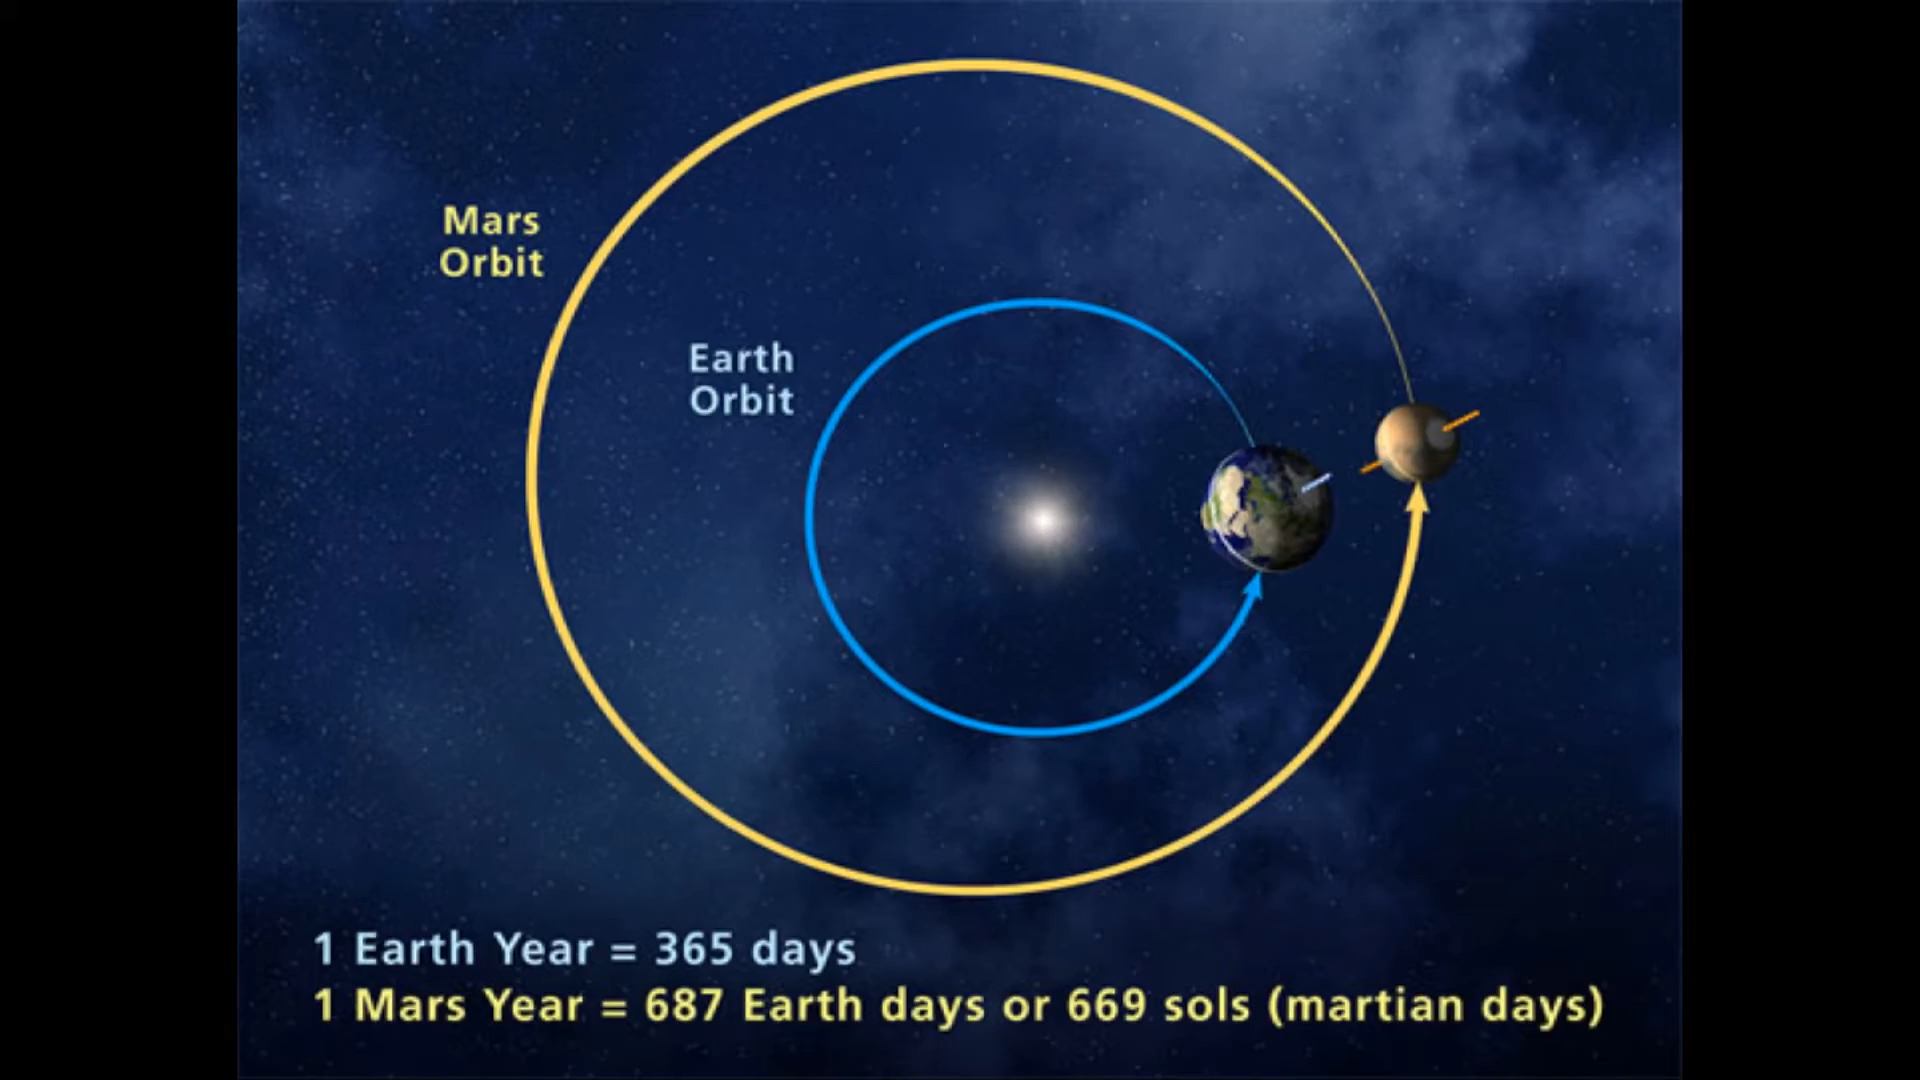 Mars
Orbit
Earth
Orbit
1 Earth Year = 365 days
1 Mars Year = 687 Earth days or 669 sols (martian days)